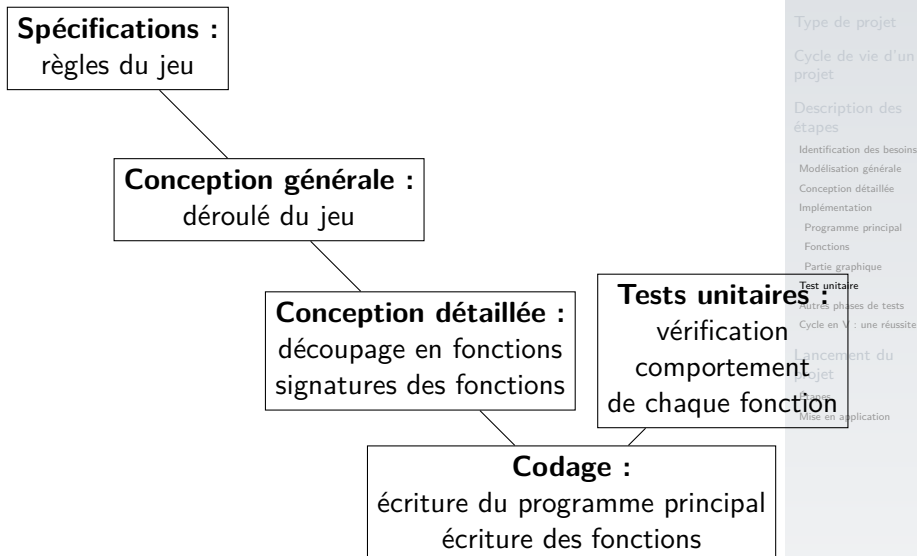 Spécifications :
règles du jeu
Conception générale :
déroulé du jeu
Conception détaillée :
découpage en fonctions
signatures des fonctions
Tests unitaires :
vérification
comportement
de chaque fonction
Codage :
écriture du programme principal
écriture des fonctions
Type de projet
Cycle de vie d'un
projet
Description des
étapes
Identification des besoins
Modélisation générale
Conception détaillée
Implémentation
Programme principal
Fonctions
Partie graphique
Test unitaire
Autres phases de tests
Cycle en V : une réussite
Lancement du
projet
Étapes
Mise en application